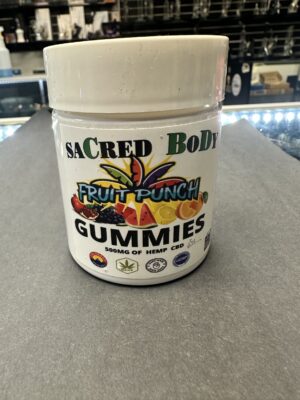 SACRED BoDy
FRUIT PUNCH
GUMMIES
500MG OF HEMP CBD